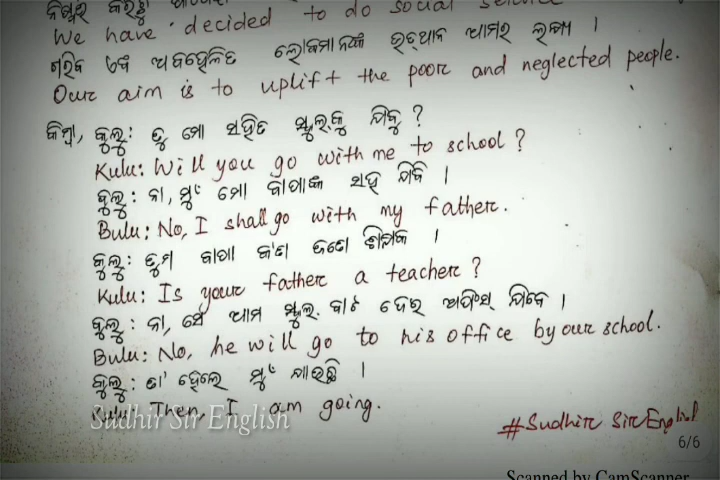 We have decided to do social
ଗରିବ ଏବଂ ଅବହେଳିତ ଲୋକମାନଙ୍କ ଉତ୍ଥାନ ଆମର ଲକ୍ଷ୍ୟ ।
Our aim is to uplift the poor and neglected people.
କିମ୍ବା, କୁଲୁ: ତୁ ମୋ ସହିତ ସ୍କୁଲକୁ ଯିବୁ ?
Kulu: Will you go with me to school?
ବୁଲୁ: ନା, ମୁଁ ମୋ ବାପାଙ୍କ ସହ ଯିବି ।
Bulu: No, I shall go with my father.
କୁଲୁ: ତୁମ ବାପା କ'ଣ ଜଣେ ଶିକ୍ଷକ ।
Kulu: Is your father a teacher?
ବୁଲୁ: ନା, ସେ ଆମ ସ୍କୁଲ ବାଟ ଦେଇ ଅଫିସ୍ ଯିବେ ।
Bulu: No, he will go to his office by our school.
କୁଲୁ: ତା' ହେଲେ ମୁଁ ଯାଉଛି ।
Kulu: Then, I am going.
Sudhir Sir English
#Sudhir Sir English
6/6
Scanned by CamScanner